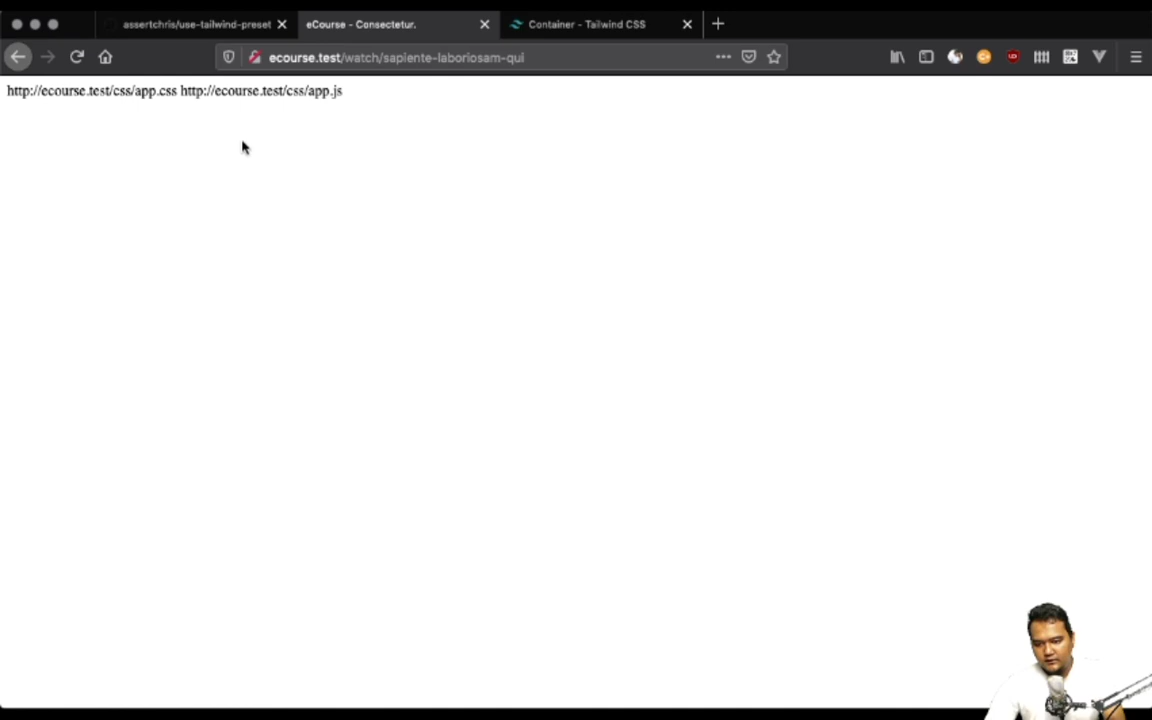 assertchris/use-tailwind-preset
eCourse - Consectetur.
Container - Tailwind CSS
ecourse.test/watch/sapiente-laboriosam-qui
http://ecourse.test/css/app.css http://ecourse.test/css/app.js